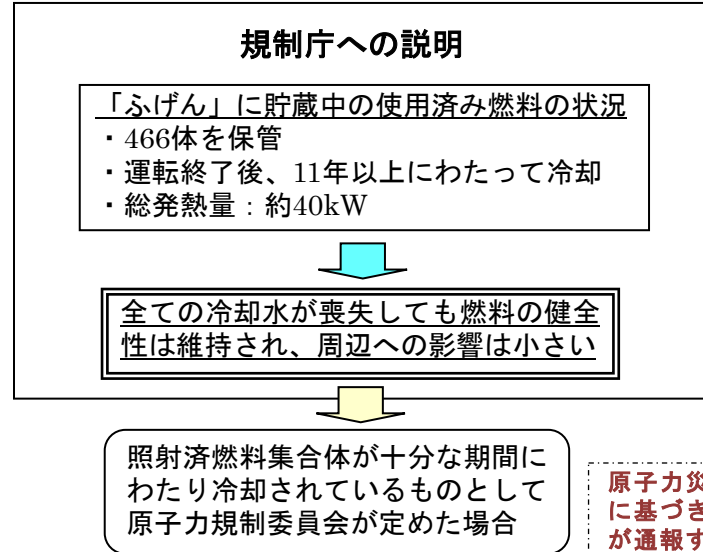 規制庁への説明
「ふげん」に貯蔵中の使用済み燃料の状況
・466体を保管
・運転終了後、11年以上にわたって冷却
・総発熱量：約40kW
全ての冷却水が喪失しても燃料の健全
性は維持され、周辺への影響は小さい
照射済燃料集合体が十分な期間に
わたり冷却されているものとして
原子力規制委員会が定めた場合
原子力災
に基づき
が通報す